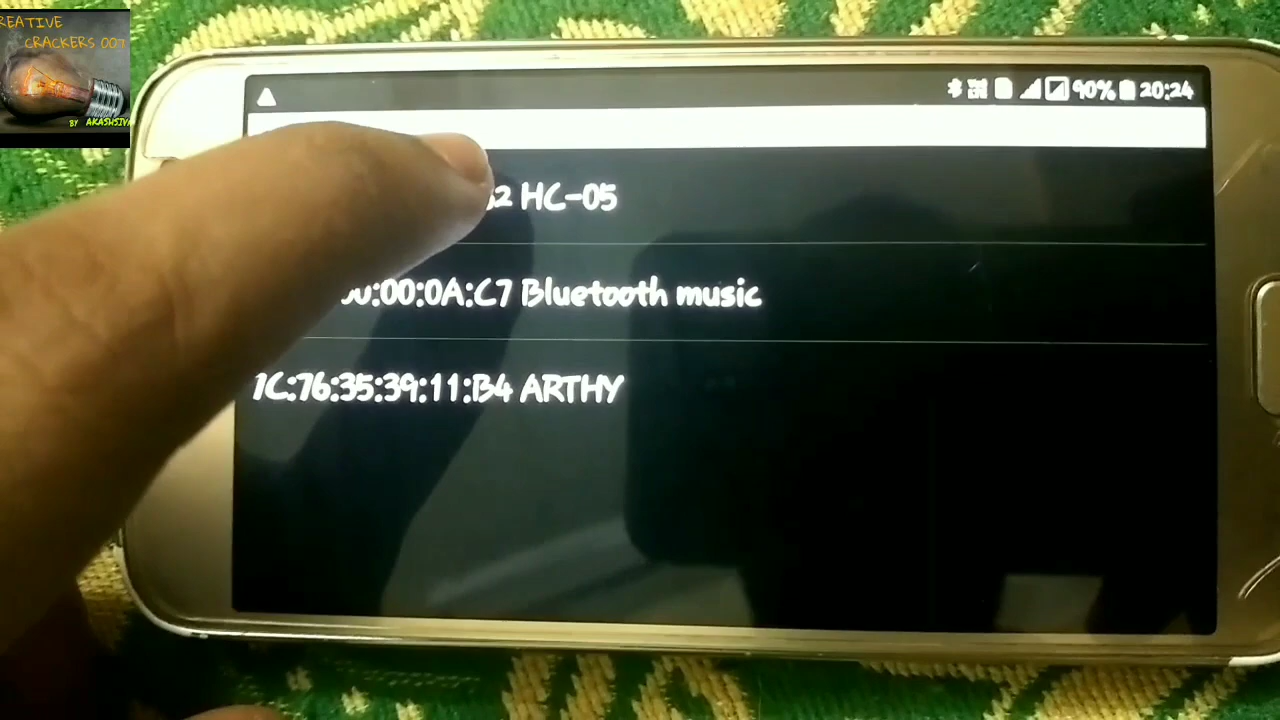 REATIVE
CRACKERS 007
BY AKASHSIVA
90% 20:24
HC-05
:00:0A:C7 Bluetooth music
1C:76:35:39:11:B4 ARTHY